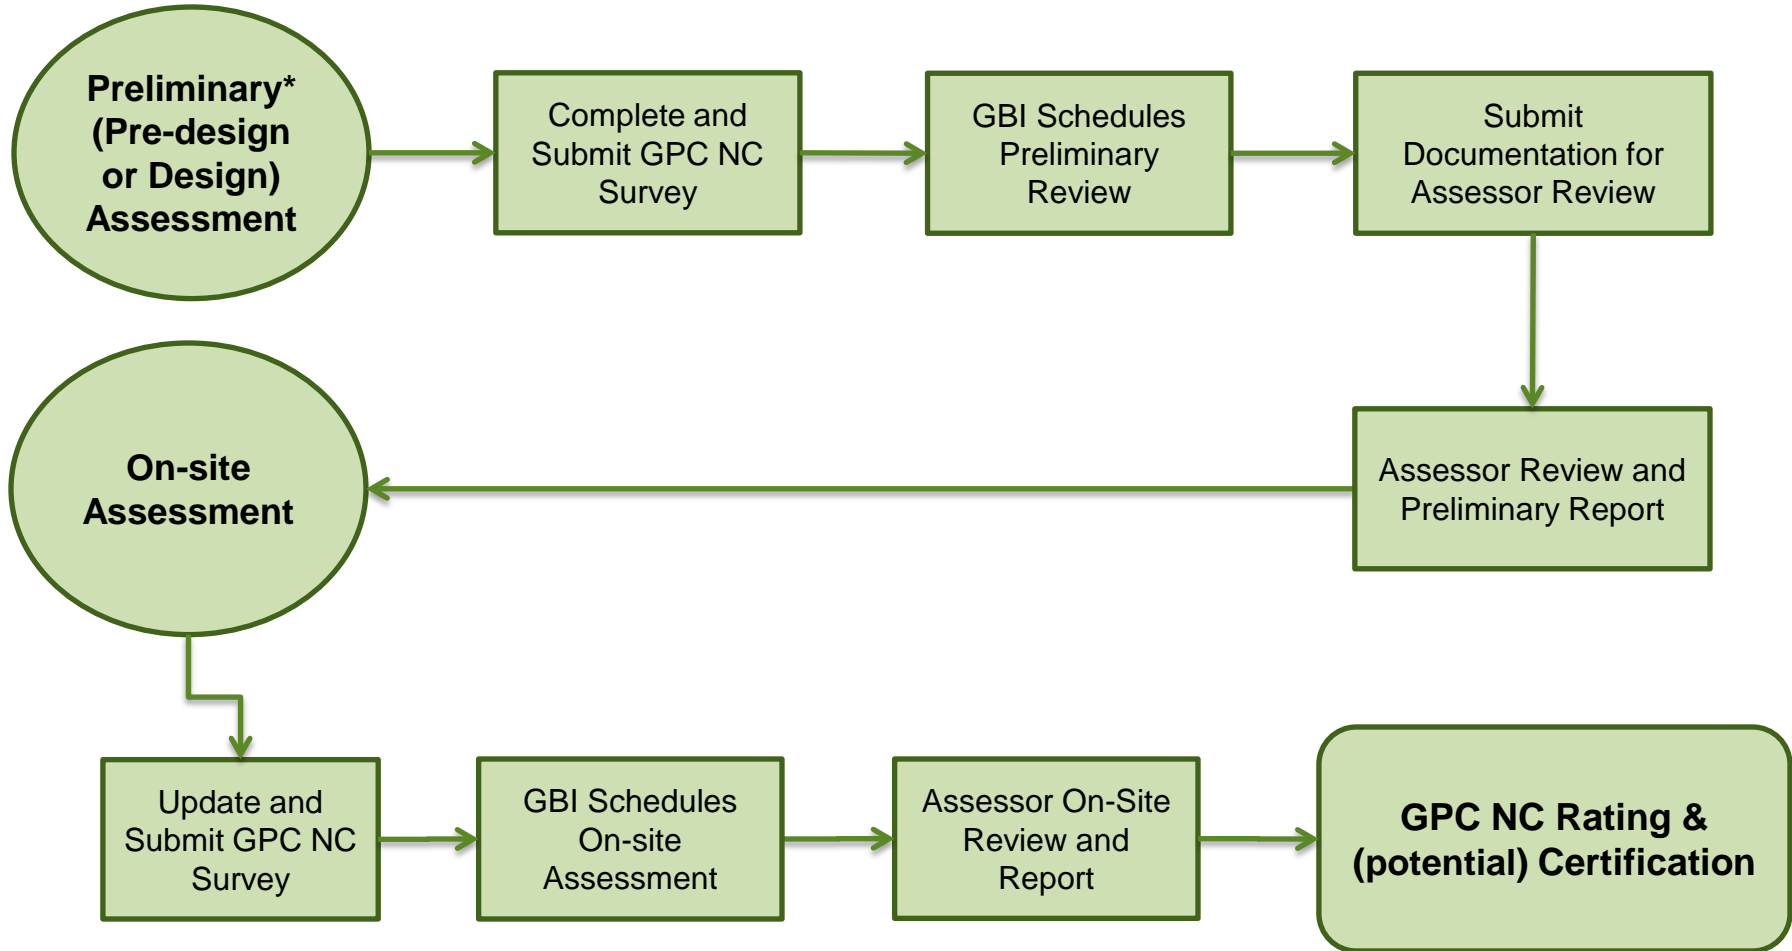 Preliminary*
(Pre-design
or Design)
Assessment
Complete and
Submit GPC NC
Survey
GBI Schedules
Preliminary
Review
Submit
Documentation for
Assessor Review
Assessor Review and
Preliminary Report
On-site
Assessment
Update and
Submit GPC NC
Survey
GBI Schedules
On-site
Assessment
Assessor On-Site
Review and
Report
GPC NC Rating &
(potential) Certification